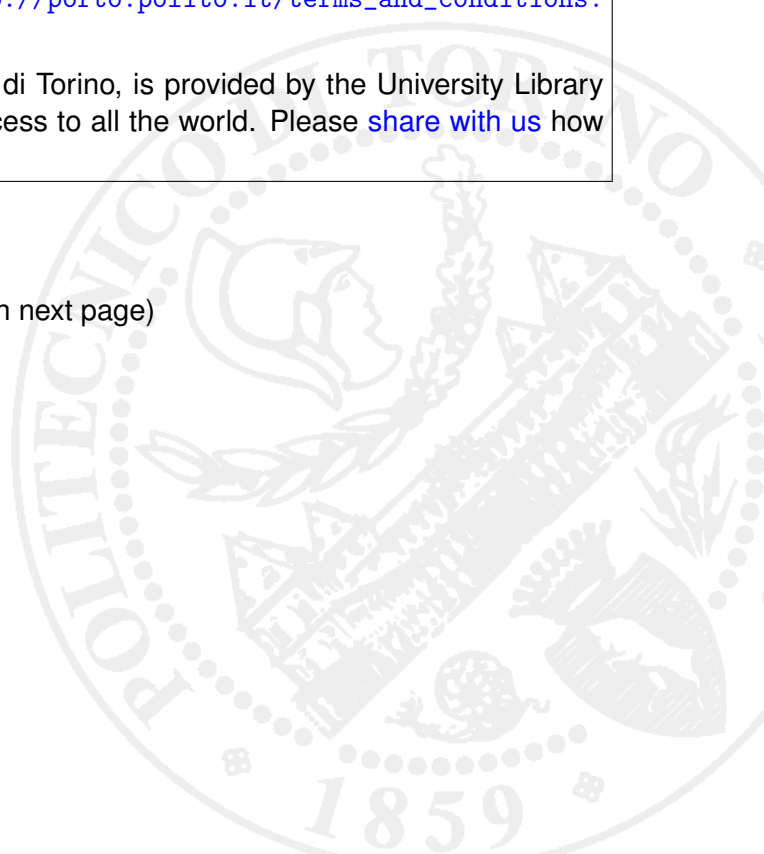 ://porto.polito.it/terms_and_conditions.
di Torino, is provided by the University Library
cess to all the world. Please share with us how
n next page)
POLITECNICO DI TORINO
1859